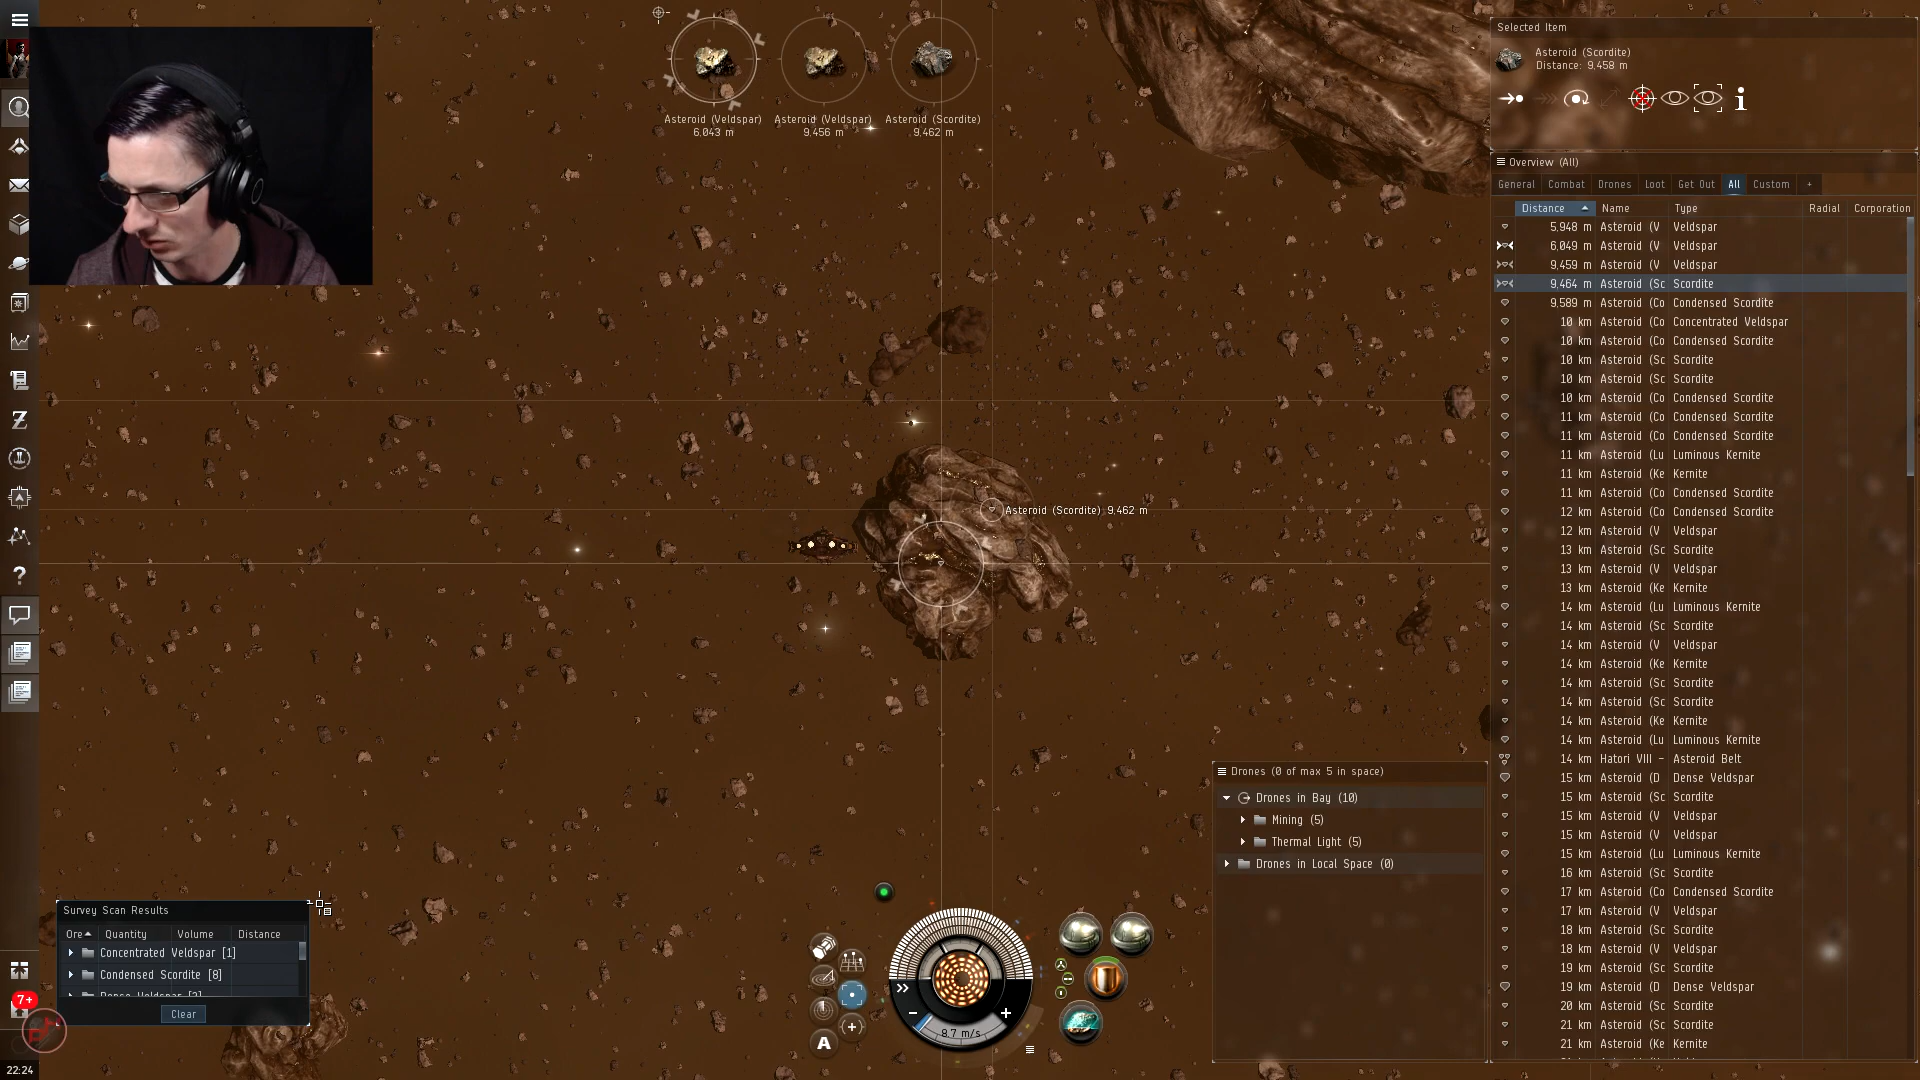 Asteroid (Veldspar)
6,043 m
Asteroid (Veldspar)
9,456 m
Asteroid (Scordite)
9,462 m
Asteroid (Scordite) 9,462 m
Selected Item
Asteroid (Scordite)
Distance: 9,458 m
Overview (All)
General Combat Drones Loot Get Out All Custom +
Distance Name Type Radial Corporation
5,948 m Asteroid (V Veldspar
6,049 m Asteroid (V Veldspar
9,459 m Asteroid (V Veldspar
9,464 m Asteroid (Sc Scordite
9,589 m Asteroid (Co Condensed Scordite
10 km Asteroid (Co Concentrated Veldspar
10 km Asteroid (Co Condensed Scordite
10 km Asteroid (Sc Scordite
10 km Asteroid (Sc Scordite
10 km Asteroid (Co Condensed Scordite
11 km Asteroid (Co Condensed Scordite
11 km Asteroid (Co Condensed Scordite
11 km Asteroid (Lu Luminous Kernite
11 km Asteroid (Ke Kernite
11 km Asteroid (Co Condensed Scordite
12 km Asteroid (Co Condensed Scordite
12 km Asteroid (V Veldspar
13 km Asteroid (Sc Scordite
13 km Asteroid (V Veldspar
13 km Asteroid (Ke Kernite
14 km Asteroid (Lu Luminous Kernite
14 km Asteroid (Sc Scordite
14 km Asteroid (V Veldspar
14 km Asteroid (Ke Kernite
14 km Asteroid (Sc Scordite
14 km Asteroid (Sc Scordite
14 km Asteroid (Ke Kernite
14 km Asteroid (Lu Luminous Kernite
14 km Hatori VIII - Asteroid Belt
15 km Asteroid (D Dense Veldspar
15 km Asteroid (Sc Scordite
15 km Asteroid (V Veldspar
15 km Asteroid (V Veldspar
15 km Asteroid (Lu Luminous Kernite
16 km Asteroid (Sc Scordite
17 km Asteroid (Co Condensed Scordite
17 km Asteroid (V Veldspar
18 km Asteroid (Sc Scordite
18 km Asteroid (V Veldspar
19 km Asteroid (Sc Scordite
19 km Asteroid (D Dense Veldspar
20 km Asteroid (Sc Scordite
21 km Asteroid (Sc Scordite
21 km Asteroid (Ke Kernite
Drones (0 of max 5 in space)
Drones in Bay (10)
Mining (5)
Thermal Light (5)
Drones in Local Space (0)
Survey Scan Results
Ore Quantity Volume Distance
Concentrated Veldspar [1]
Condensed Scordite [8]
Clear
8.7 m/s
A
7+
22:24